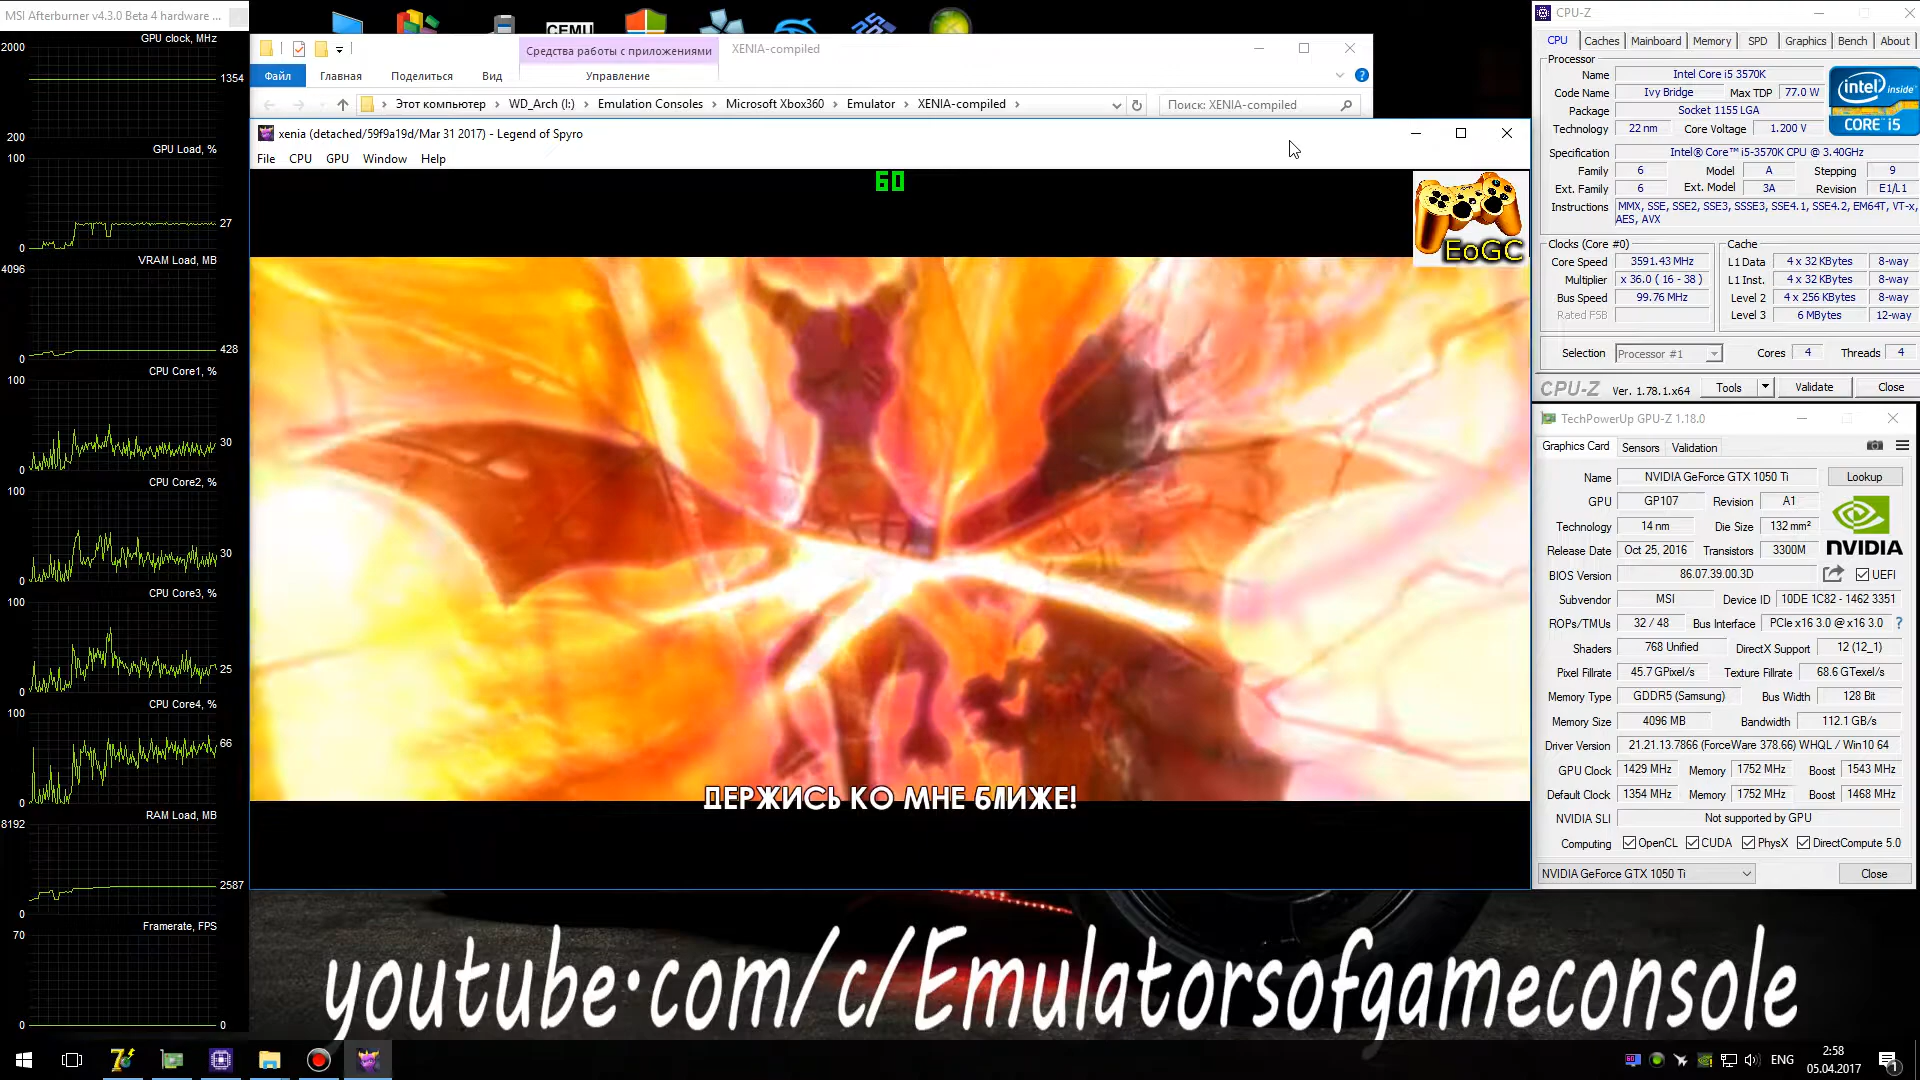 MSI Afterburner v4.3.0 Beta 4 hardware ...
GPU clock, MHz
2000
1354
200
GPU Load, %
100
27
0
VRAM Load, MB
4096
428
0
CPU Core1, %
100
30
0
CPU Core2, %
100
30
0
CPU Core3, %
100
25
0
CPU Core4, %
100
66
0
RAM Load, MB
8192
2587
0
Framerate, FPS
70
0
0
CEMU
Средства работы с приложениями
XENIA-compiled
Файл
Главная
Поделиться
Вид
Управление
Этот компьютер > WD_Arch (I:) > Emulation Consoles > Microsoft Xbox360 > Emulator > XENIA-compiled >
Поиск: XENIA-compiled
xenia (detached/59f9a19d/Mar 31 2017) - Legend of Spyro
File CPU GPU Window Help
60
EoGC
ДЕРЖИСЬ КО МНЕ БЛИЖЕ!
CPU-Z
CPU Caches Mainboard Memory SPD Graphics Bench About
Processor
Name Intel Core i5 3570K
Code Name Ivy Bridge Max TDP 77.0 W
Package Socket 1155 LGA
Technology 22 nm Core Voltage 1.200 V
intel inside
CORE i5
Specification Intel® Core™ i5-3570K CPU @ 3.40GHz
Family 6 Model A Stepping 9
Ext. Family 6 Ext. Model 3A Revision E1/L1
Instructions MMX, SSE, SSE2, SSE3, SSSE3, SSE4.1, SSE4.2, EM64T, VT-x,
AES, AVX
Clocks (Core #0)
Core Speed 3591.43 MHz
Multiplier x 36.0 ( 16 - 38 )
Bus Speed 99.76 MHz
Rated FSB
Cache
L1 Data 4 x 32 KBytes 8-way
L1 Inst. 4 x 32 KBytes 8-way
Level 2 4 x 256 KBytes 8-way
Level 3 6 MBytes 12-way
Selection Processor #1 Cores 4 Threads 4
CPU-Z Ver. 1.78.1.x64 Tools Validate Close
TechPowerUp GPU-Z 1.18.0
Graphics Card Sensors Validation
Name NVIDIA GeForce GTX 1050 Ti Lookup
GPU GP107 Revision A1
Technology 14 nm Die Size 132 mm²
Release Date Oct 25, 2016 Transistors 3300M
NVIDIA
BIOS Version 86.07.39.00.3D UEFI
Subvendor MSI Device ID 10DE 1C82 - 1462 3351
ROPs/TMUs 32 / 48 Bus Interface PCIe x16 3.0 @ x16 3.0 ?
Shaders 768 Unified DirectX Support 12 (12_1)
Pixel Fillrate 45.7 GPixel/s Texture Fillrate 68.6 GTexel/s
Memory Type GDDR5 (Samsung) Bus Width 128 Bit
Memory Size 4096 MB Bandwidth 112.1 GB/s
Driver Version 21.21.13.7866 (ForceWare 378.66) WHQL / Win10 64
GPU Clock 1429 MHz Memory 1752 MHz Boost 1543 MHz
Default Clock 1354 MHz Memory 1752 MHz Boost 1468 MHz
NVIDIA SLI Not supported by GPU
Computing OpenCL CUDA PhysX DirectCompute 5.0
NVIDIA GeForce GTX 1050 Ti Close
youtube.com/c/Emulatorsofgameconsole
60
ENG
2:58
05.04.2017
1